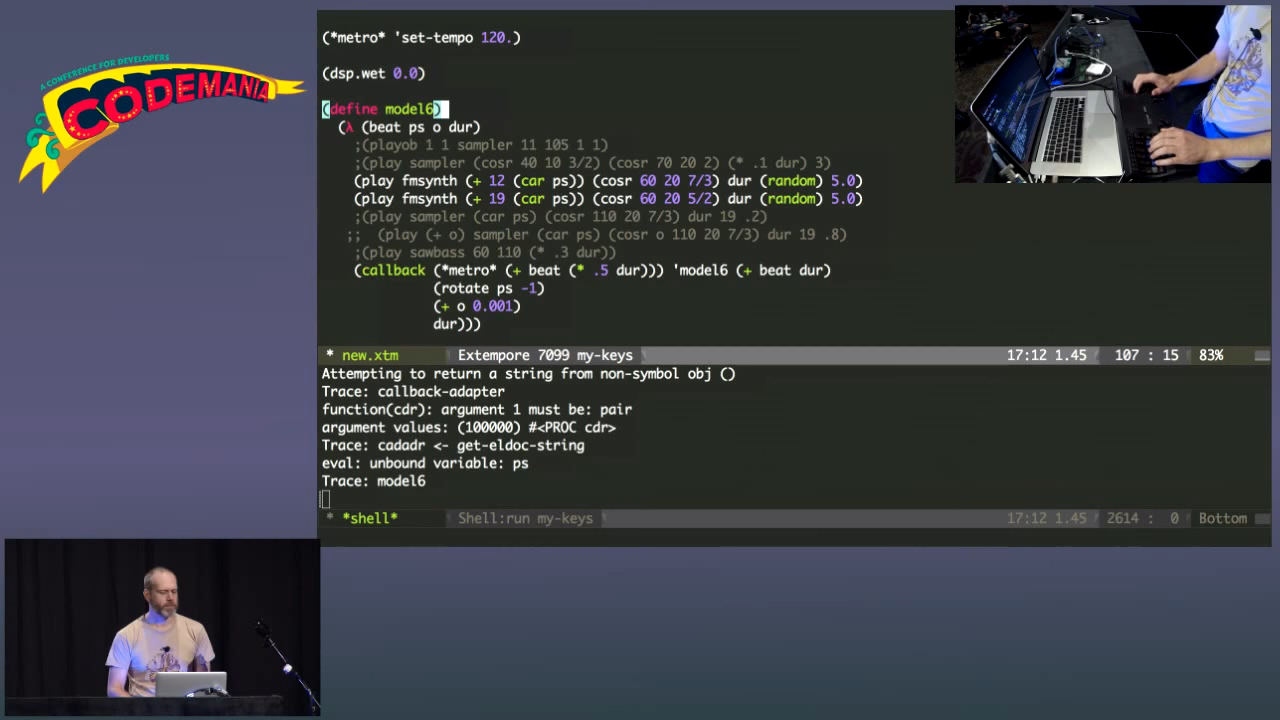 A CONFERENCE FOR DEVELOPERS
CODEMANIA
(*metro* 'set-tempo 120.)
(dsp.wet 0.0)
(define model6)
(λ (beat ps o dur)
;(playob 1 1 sampler 11 105 1 1)
;(play sampler (cosr 40 10 3/2) (cosr 70 20 2) (* .1 dur) 3)
(play fmsynth (+ 12 (car ps)) (cosr 60 20 7/3) dur (random) 5.0)
(play fmsynth (+ 19 (car ps)) (cosr 60 20 5/2) dur (random) 5.0)
;(play sampler (car ps) (cosr 110 20 7/3) dur 19 .2)
;; (play (+ o) sampler (car ps) (cosr o 110 20 7/3) dur 19 .8)
;(play sawbass 60 110 (* .3 dur))
(callback (*metro* (+ beat (* .5 dur))) 'model6 (+ beat dur)
(rotate ps -1)
(+ o 0.001)
dur)))
* new.xtm Extempore 7099 my-keys 17:12 1.45 107 : 15 83%
Attempting to return a string from non-symbol obj ()
Trace: callback-adapter
function(cdr): argument 1 must be: pair
argument values: (100000) #<PROC cdr>
Trace: cadadr <- get-eldoc-string
eval: unbound variable: ps
Trace: model6
* *shell* Shell:run my-keys 17:12 1.45 2614 : 0 Bottom